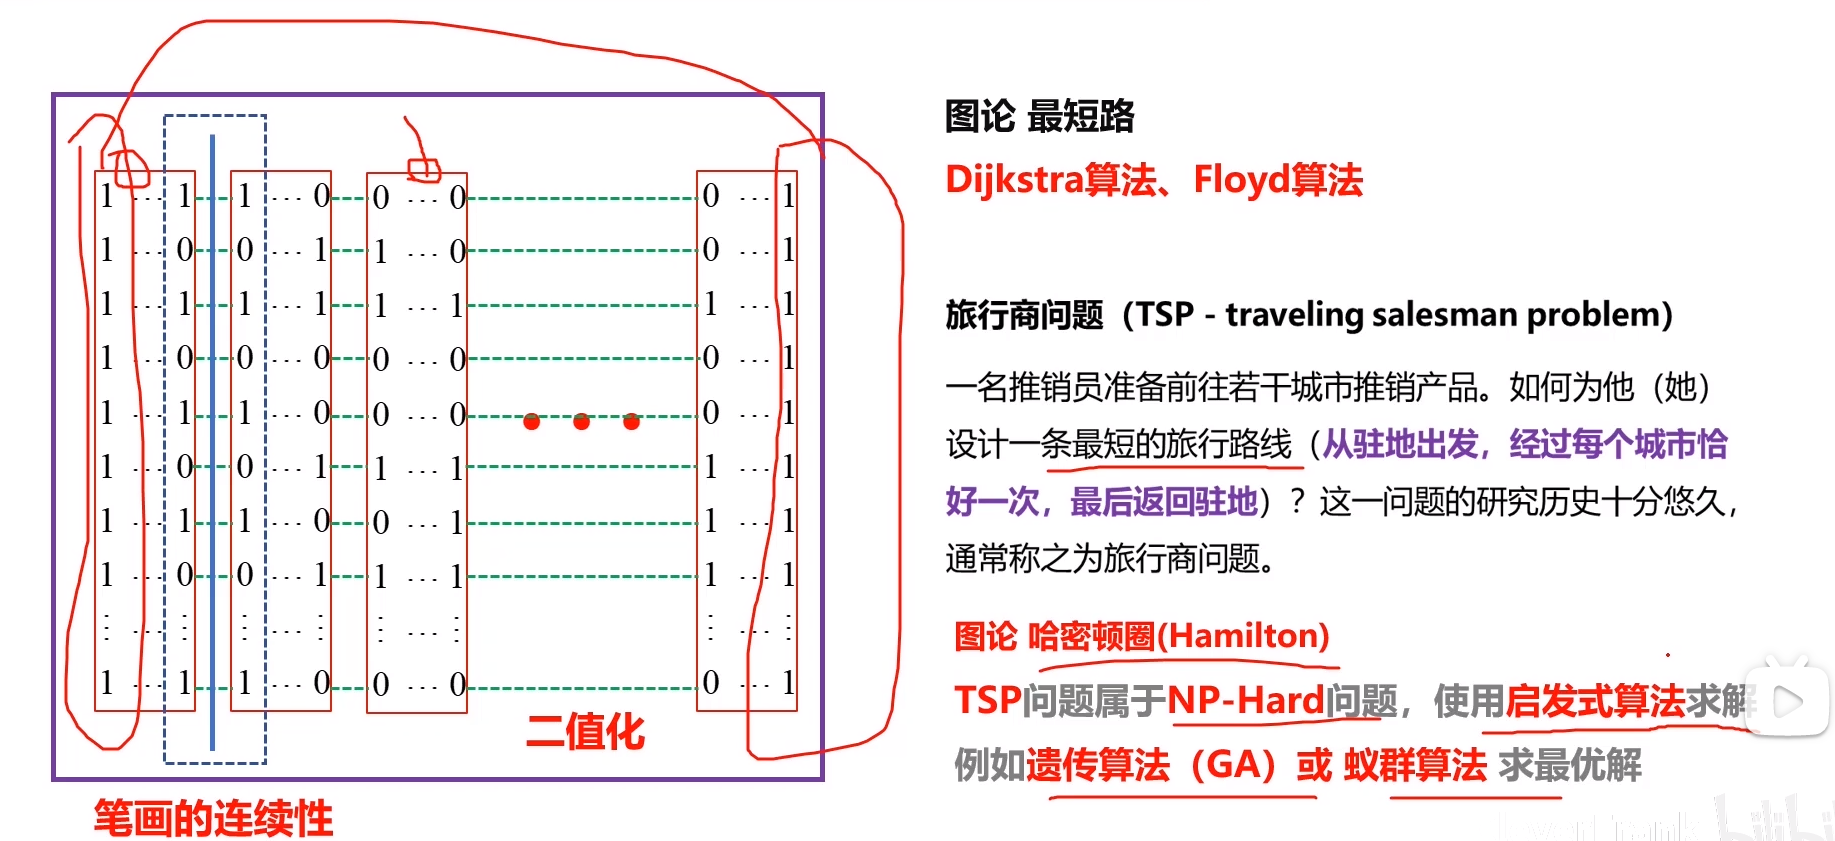 1 ... 1 1 ... 0 0 ... 0 0 ... 1
1 ... 0 0 ... 1 1 ... 0 0 ... 1
1 ... 1 1 ... 1 1 ... 1 1 ... 1
1 ... 0 0 ... 0 0 ... 0 0 ... 1
1 ... 1 1 ... 0 0 ... 0 0 ... 1
1 ... 0 0 ... 1 1 ... 1 1 ... 1
1 ... 1 1 ... 0 0 ... 1 1 ... 1
1 ... 0 0 ... 1 1 ... 1 1 ... 1
⋮ ... ⋮ ⋮ ... ⋮ ⋮ ... ⋮ ⋮ ... ⋮
1 ... 1 1 ... 0 0 ... 0 0 ... 1
二值化
笔画的连续性
图论 最短路
Dijkstra算法、Floyd算法
旅行商问题（TSP - traveling salesman problem）
一名推销员准备前往若干城市推销产品。如何为他（她）
设计一条最短的旅行路线（从驻地出发，经过每个城市恰
好一次，最后返回驻地）？这一问题的研究历史十分悠久，
通常称之为旅行商问题。
图论 哈密顿圈(Hamilton)
TSP问题属于NP-Hard问题，使用启发式算法求解
例如遗传算法（GA）或 蚁群算法 求最优解